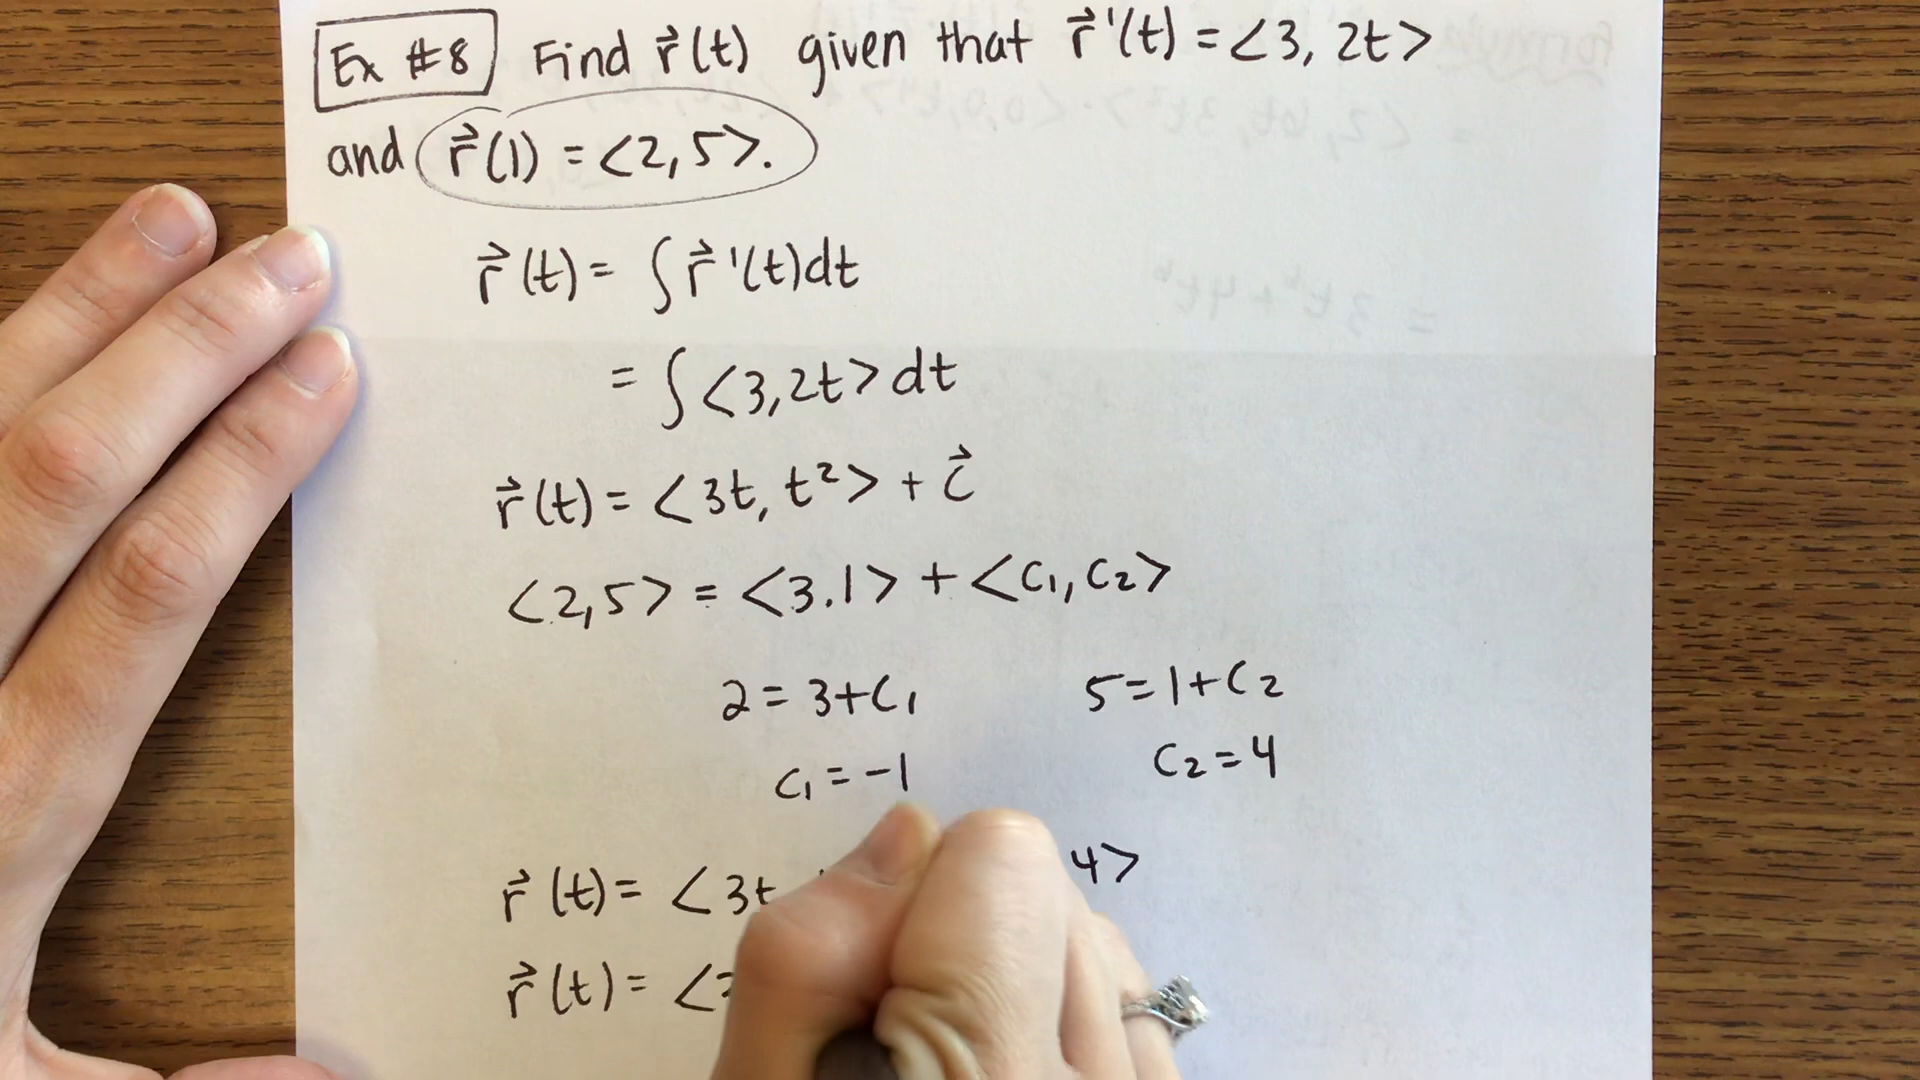 Ex #8 Find r⃗(t) given that r⃗'(t) = <3, 2t>
and r⃗(1) = <2,5>.
r⃗(t) = ∫ r⃗'(t)dt
= ∫ <3,2t> dt
r⃗(t) = <3t, t²> + c⃗
<2,5> = <3.1> + <C₁, C₂>
2 = 3+C₁ 5=1+C₂
C₁ = -1 C₂=4
r⃗(t) = <3t 4>
r⃗(t) = <